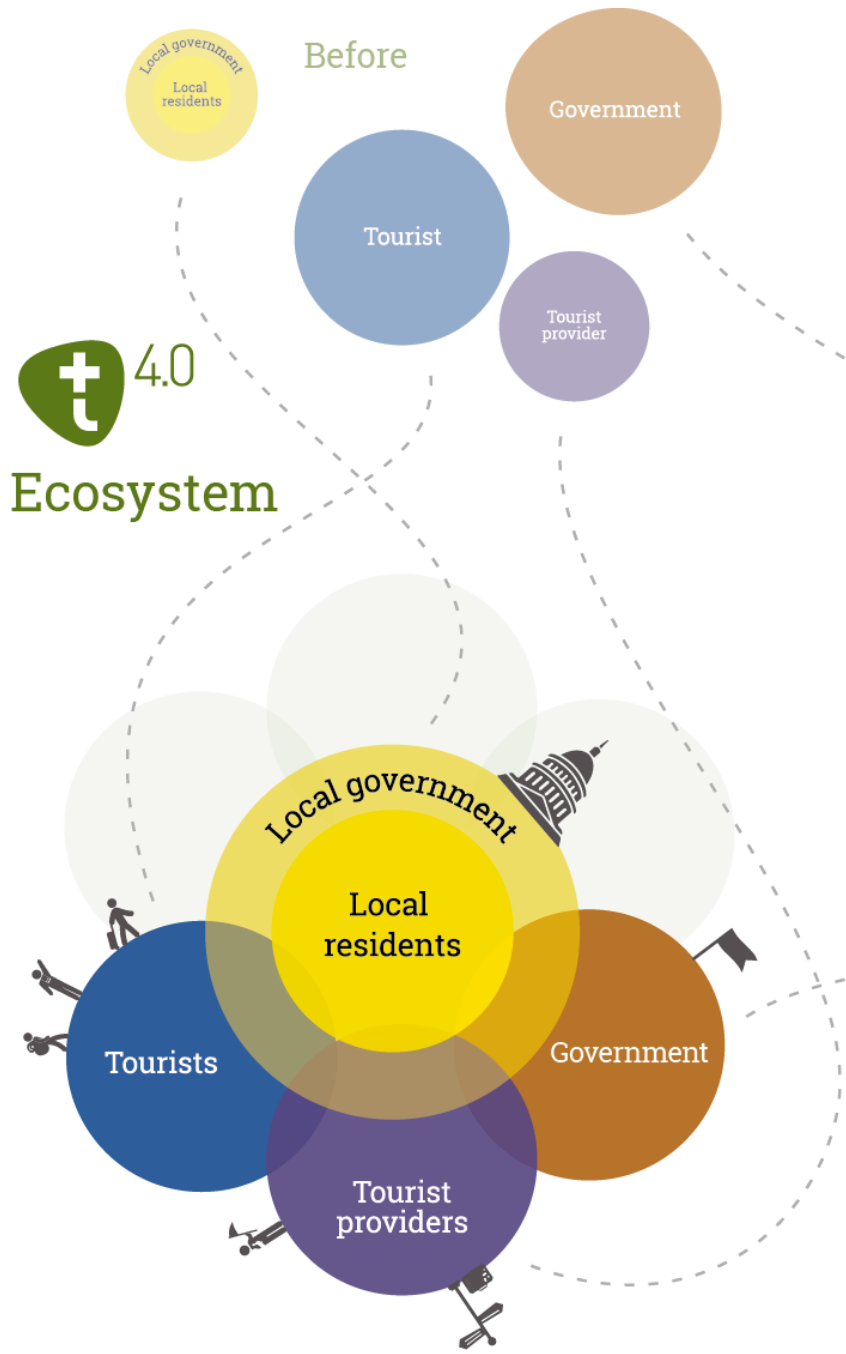 Before
Local government
Local
residents
Government
Tourist
Tourist
provider
t 4.0
Ecosystem
Local government
Local
residents
Tourists
Government
Tourist
providers